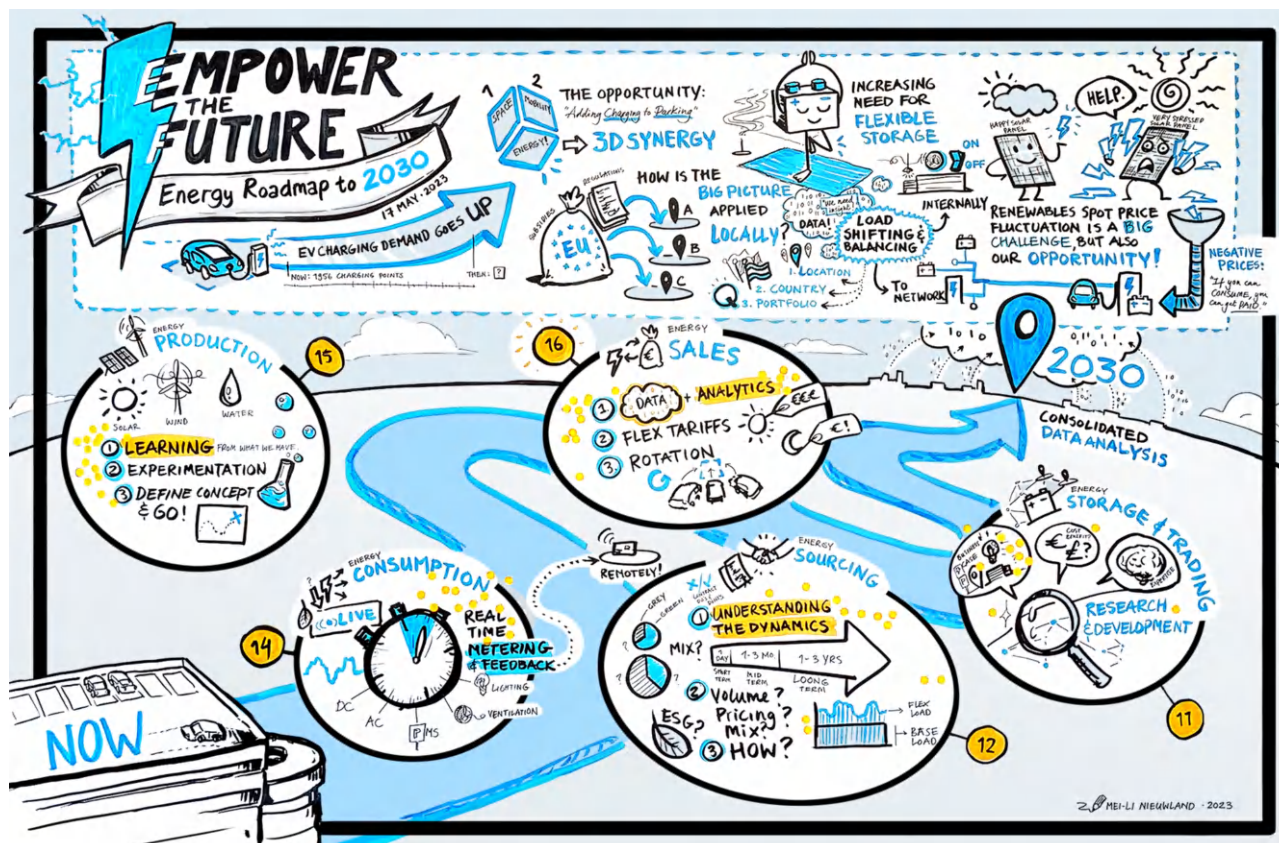 EMPOWER
THE
FUTURE
Energy Roadmap to 2030
17 MAY. 2023
EV CHARGING DEMAND GOES UP
NOW: 1956 CHARGING POINTS
THEN: ?
1
2
SPACE
MOBILITY
ENERGY!
THE OPPORTUNITY:
"Adding Charging to Parking"
3D SYNERGY
SUBSIDIES
EU
REGULATIONS
HOW IS THE
BIG PICTURE
APPLIED
LOCALLY?
A
B
C
1. LOCATION
2. COUNTRY
3. PORTFOLIO
INCREASING
NEED FOR
FLEXIBLE
STORAGE
ON
OFF
DATA!
"We need
insight!"
LOAD
SHIFTING &
BALANCING
INTERNALLY
TO
NETWORK
HAPPY SOLAR
PANEL
HELP.
VERY STRESSED
SOLAR PANEL
RENEWABLES SPOT PRICE
FLUCTUATION IS A BIG
CHALLENGE, BUT ALSO
OUR OPPORTUNITY!
NEGATIVE
PRICES:
"If you can
CONSUME, you
can get PAID."
ENERGY
PRODUCTION
15
SOLAR
WIND
WATER
1 LEARNING FROM WHAT WE HAVE.
2 EXPERIMENTATION
3 DEFINE CONCEPT
& GO!
16
ENERGY
SALES
€
1 DATA + ANALYTICS
2 FLEX TARIFFS
3. ROTATION
€€€
€!
2030
CONSOLIDATED
DATA ANALYSIS
ENERGY
STORAGE & TRADING
BUSINESS
CASE
COST
BENEFIT?
€ £?
EXPERTISE
RESEARCH
& DEVELOPMENT
11
ENERGY
CONSUMPTION
LIVE
REAL
TIME
METERING
& FEEDBACK
LIGHTING
VENTILATION
DC
AC
PMS
14
REMOTELY!
ENERGY
SOURCING
GREY
GREEN
MIX?
1 UNDERSTANDING
THE DYNAMICS
1
DAY
1-3 MO.
1-3 YRS
SHORT
TERM
MID
TERM
LOONG
TERM
2 Volume?
Pricing?
Mix?
ESG?
3 HOW?
FLEX
LOAD
BASE
LOAD
12
NOW
MEI-LI NIEUWLAND - 2023